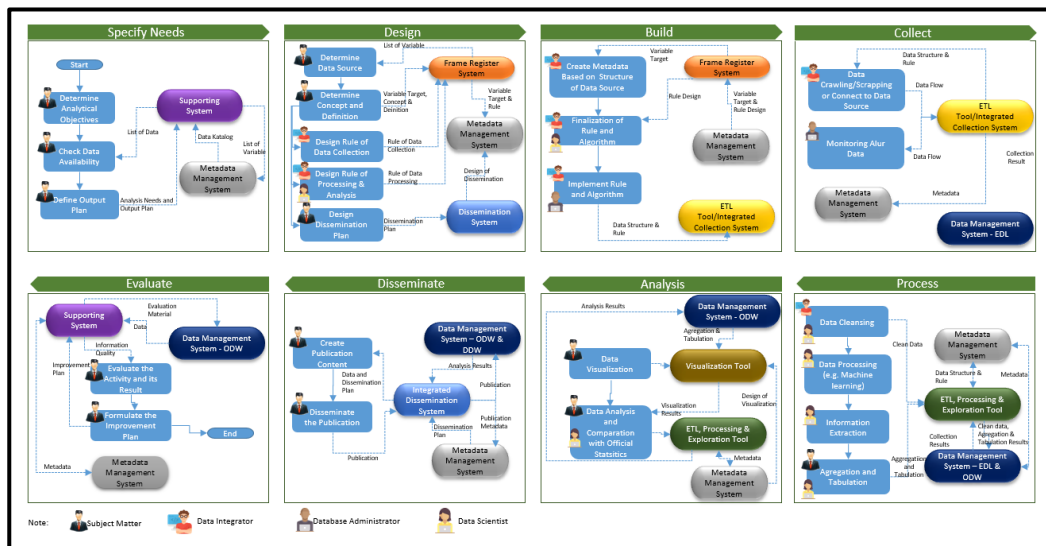 Specify Needs
Start
Determine
Analytical
Objectives
Check Data
Availability
Define Output
Plan
Supporting
System
List of Data
Data Katalog
List of
Variable
Metadata
Management
System
Analysis Needs and
Output Plan
Design
List of Variable
Determine
Data Source
Determine
Concept and
Definition
Design Rule of
Data Collection
Design Rule of
Processing &
Analysis
Design
Dissemination
Plan
Frame Register
System
Variable Target,
Concept &
Deinition
Variable
Target &
Rule
Metadata
Management
System
Rule of Data
Collection
Rule of Data
Processing
Design of
Dissemination
Dissemination
Plan
Dissemination
System
Build
Variable
Target
Create Metadata
Based on Structure
of Data Source
Finalization of
Rule and
Algorithm
Implement Rule
and Algorithm
Frame Register
System
Rule Design
Variable
Target &
Rule Design
Metadata
Management
System
Data Structure &
Rule
ETL
Tool/Integrated
Collection System
Collect
Data Structure &
Rule
Data
Crawling/Scrapping
or Connect to Data
Source
Data Flow
ETL
Tool/Integrated
Collection System
Monitoring Alur
Data
Data Flow
Collection
Result
Metadata
Metadata
Management
System
Data Management
System - EDL
Evaluate
Supporting
System
Evaluation
Material
Data
Data Management
System - ODW
Information
Quality
Improvement
Plan
Evaluate the
Activity and its
Result
Formulate the
Improvement
Plan
End
Metadata
Metadata
Management
System
Disseminate
Create
Publication
Content
Data Management
System – ODW &
DDW
Analysis Results
Data and
Dissemination
Plan
Integrated
Dissemination
System
Publication
Disseminate
the Publication
Publication
Metadata
Dissemination
Plan
Publication
Metadata
Management
System
Analysis
Analysis Results
Data Management
System - ODW
Agregation &
Tabulation
Data
Visualization
Visualization Tool
Visualization
Results
Design of
Visualization
Data Analysis
and
Comparation
with Official
Statsitics
ETL, Processing &
Exploration Tool
Metadata
Metadata
Management
System
Process
Data Cleansing
Clean Data
Metadata
Management
System
Data Processing
(e.g. Machine
learning)
Data Structure &
Rule
Metadata
ETL, Processing &
Exploration Tool
Information
Extraction
Collection
Results
Clean data,
Agregation &
Tabulation Results
Agregation and
Tabulation
Aggregation
and
Tabulation
Data Management
System – EDL &
ODW
Note:
Subject Matter
Data Integrator
Database Administrator
Data Scientist